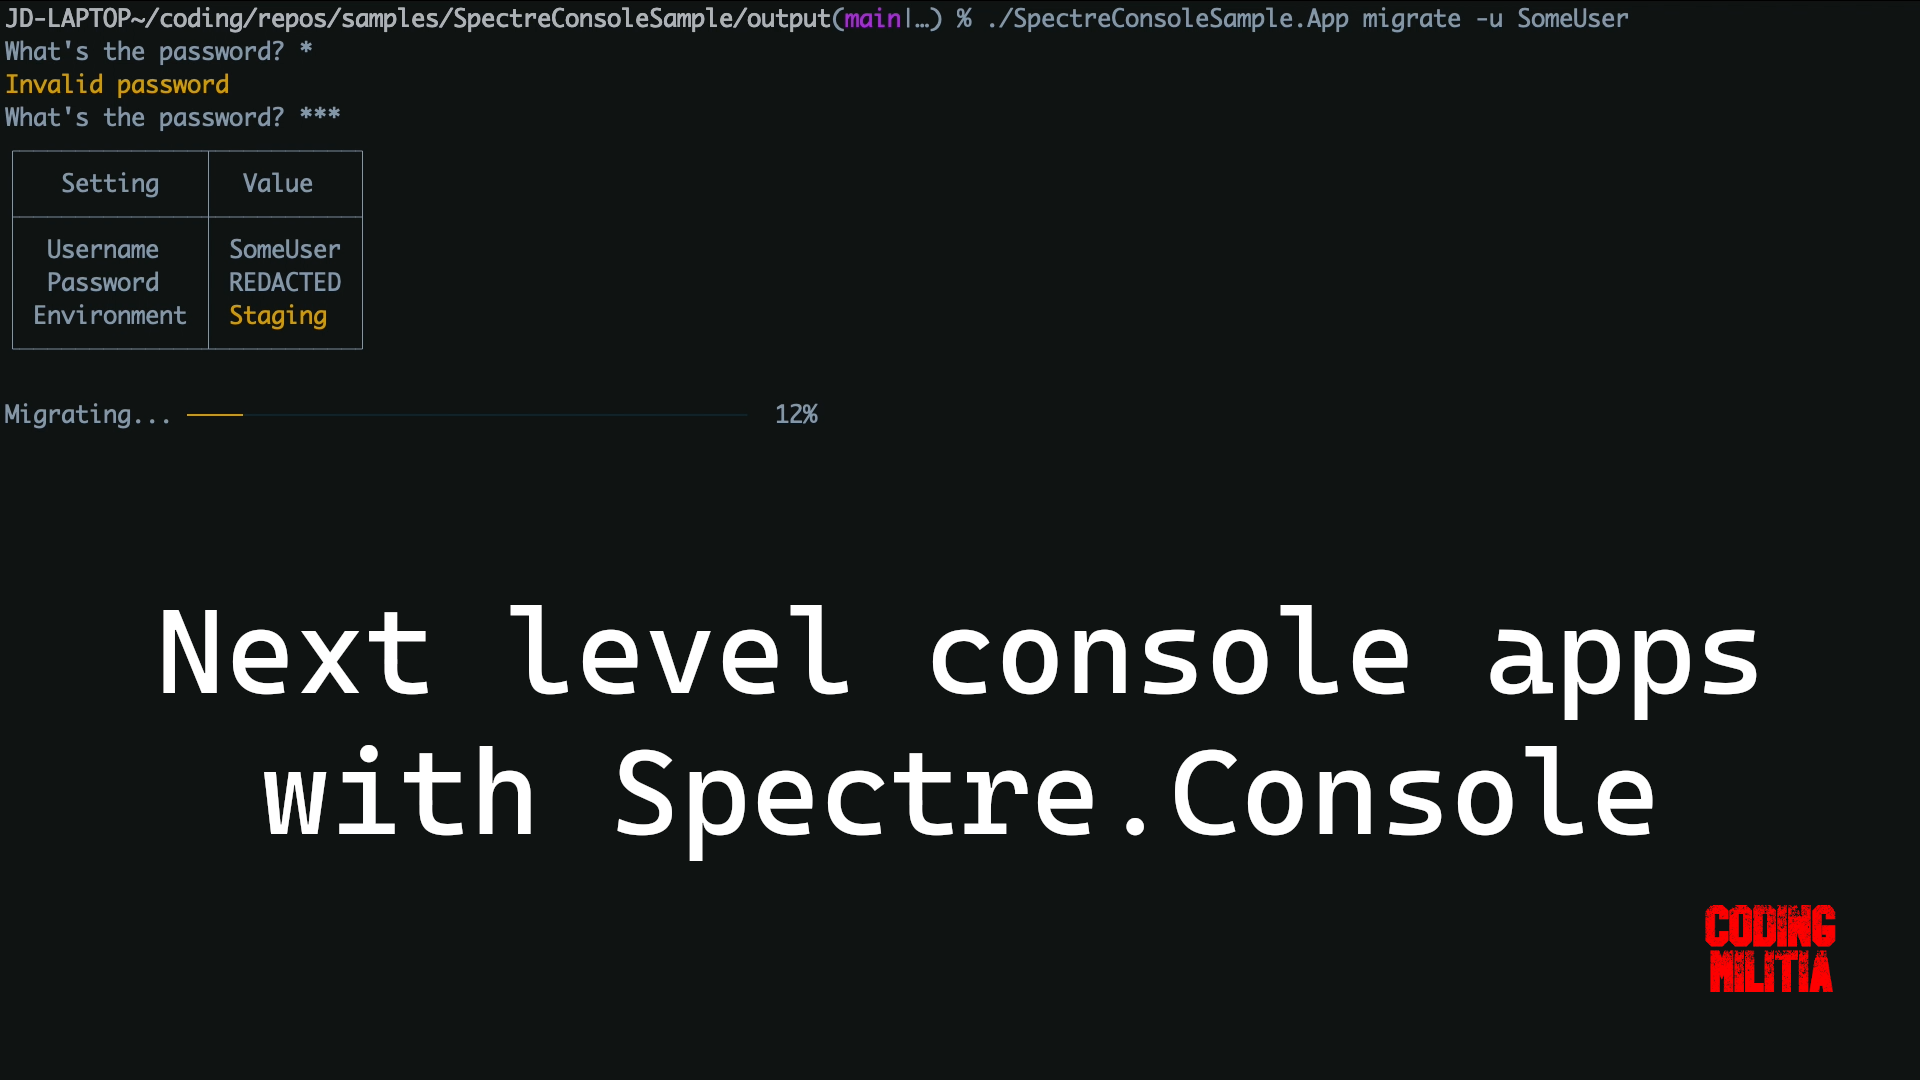 JD-LAPTOP~/coding/repos/samples/SpectreConsoleSample/output(main|…) % ./SpectreConsoleSample.App migrate -u SomeUser
What's the password? *
Invalid password
What's the password? ***
Setting Value
Username SomeUser
Password REDACTED
Environment Staging
Migrating... 12%
Next level console apps
with Spectre.Console
CODING
MILITIA